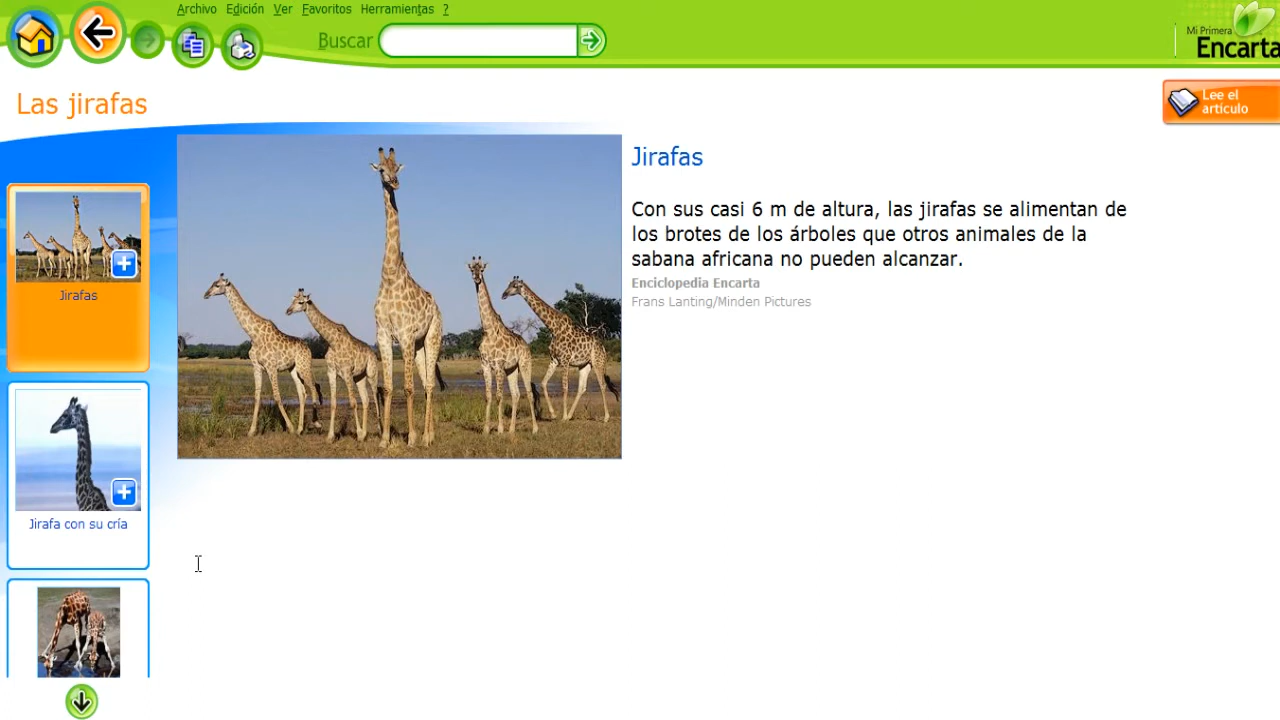 Archivo Edición Ver Favoritos Herramientas ?
Buscar
Mi Primera
Encarta
Las jirafas
Lee el
artículo
Jirafas
Con sus casi 6 m de altura, las jirafas se alimentan de
los brotes de los árboles que otros animales de la
sabana africana no pueden alcanzar.
Enciclopedia Encarta
Frans Lanting/Minden Pictures
Jirafas
Jirafa con su cría